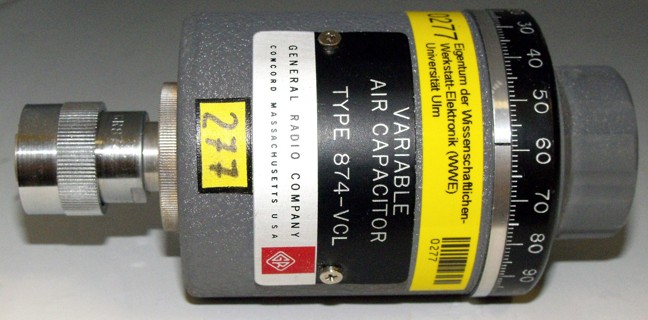 VARIABLE
AIR CAPACITOR
TYPE 874-VCL
GENERAL RADIO COMPANY
CONCORD MASSACHUSETTS USA
GR
277
0277
Eigentum der Wissenschaftlichen-
Werkstatt-Elektronik (WWE)
Universität Ulm
0277
30
40
50
60
70
80
90